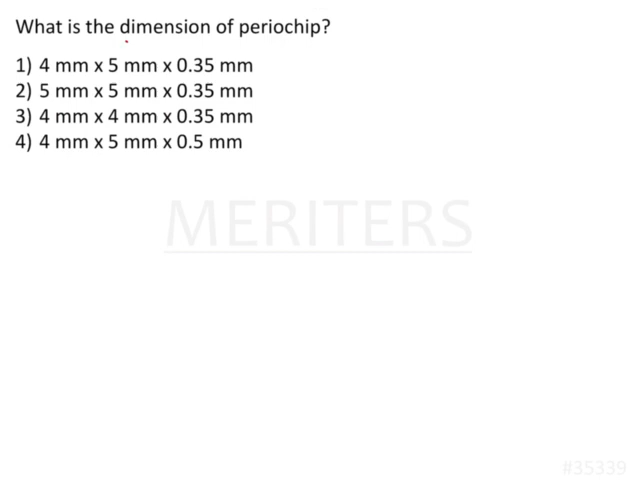 What is the dimension of periochip?
1) 4 mm x 5 mm x 0.35 mm
2) 5 mm x 5 mm x 0.35 mm
3) 4 mm x 4 mm x 0.35 mm
4) 4 mm x 5 mm x 0.5 mm
MERITERS
#35339